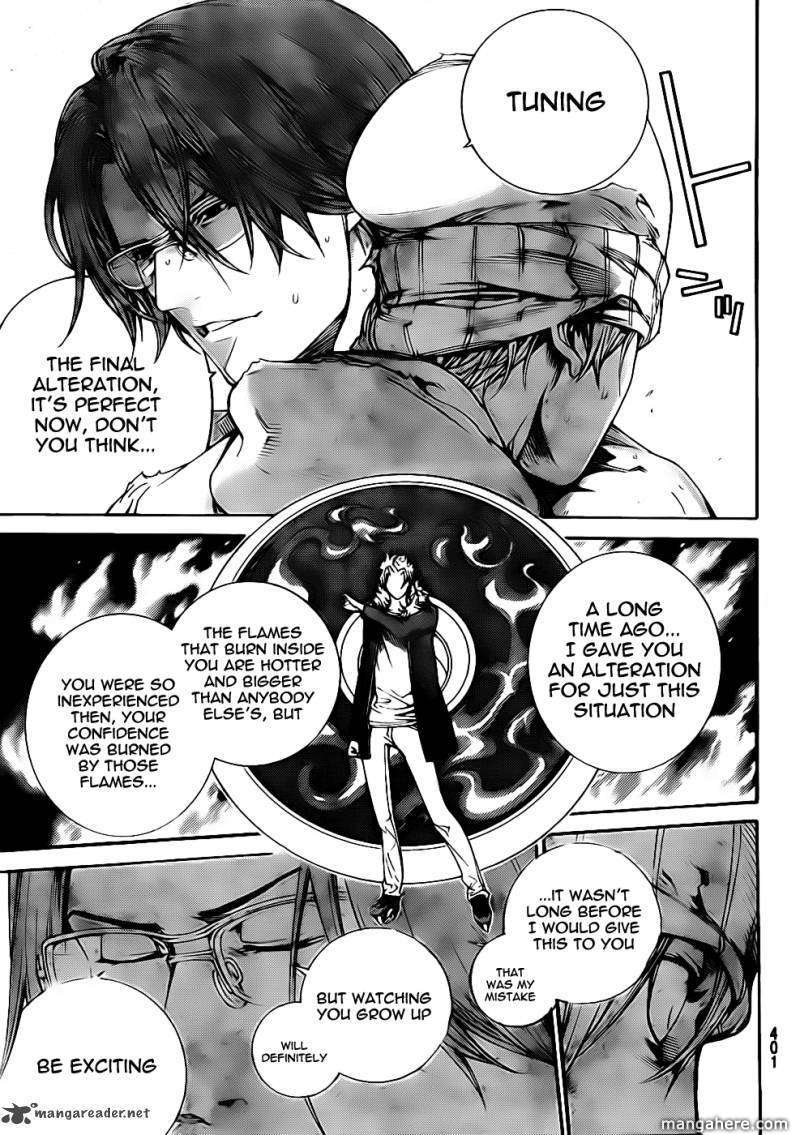 TUNING
THE FINAL
ALTERATION,
IT'S PERFECT
NOW, DON'T
YOU THINK...
A LONG
TIME AGO...
I GAVE YOU
AN ALTERATION
FOR JUST THIS
SITUATION
THE FLAMES
THAT BURN INSIDE
YOU ARE HOTTER
AND BIGGER
THAN ANYBODY
ELSE'S, BUT
YOU WERE SO
INEXPERIENCED
THEN, YOUR
CONFIDENCE
WAS BURNED
BY THOSE
FLAMES...
...IT WASN'T
LONG BEFORE
I WOULD GIVE
THIS TO YOU
THAT
WAS MY
MISTAKE
BUT WATCHING
YOU GROW UP
WILL
DEFINITELY
BE EXCITING
401
mangareader.net
mangahere.com